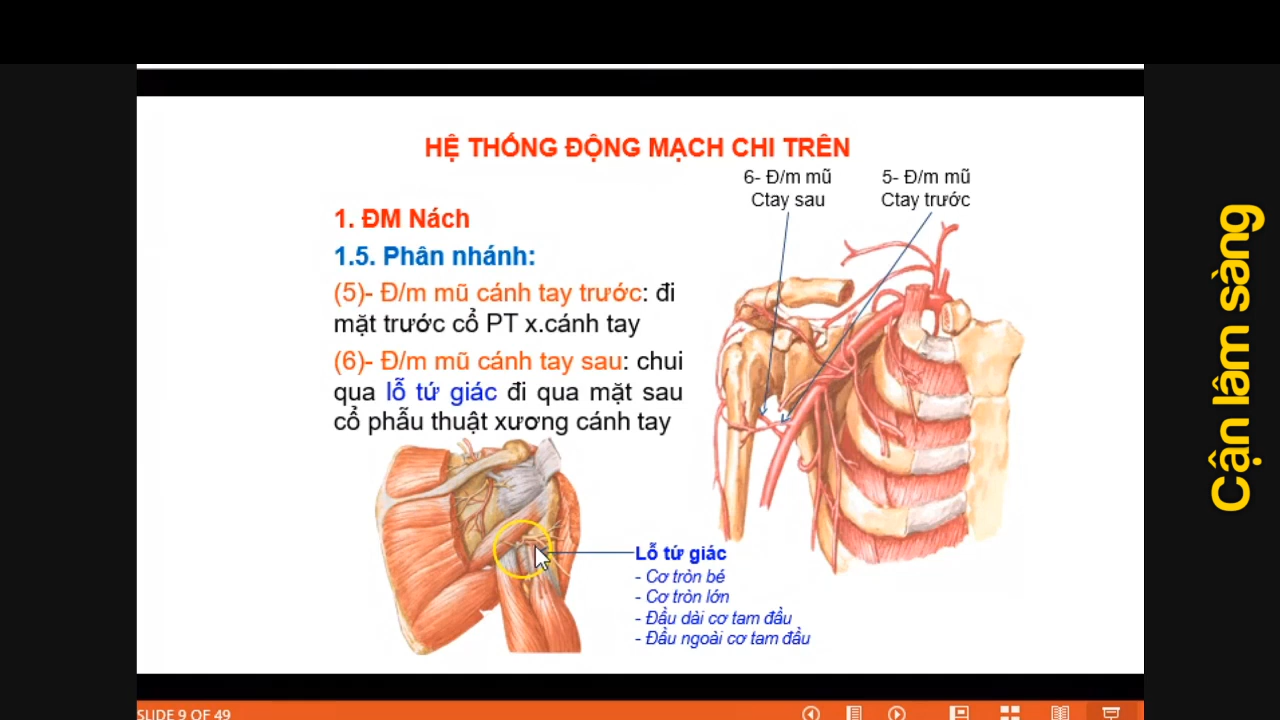 HỆ THỐNG ĐỘNG MẠCH CHI TRÊN
6- Đ/m mũ
Ctay sau
5- Đ/m mũ
Ctay trước
1. ĐM Nách
1.5. Phân nhánh:
(5)- Đ/m mũ cánh tay trước: đi
mặt trước cổ PT x.cánh tay
(6)- Đ/m mũ cánh tay sau: chui
qua lỗ tứ giác đi qua mặt sau
cổ phẫu thuật xương cánh tay
Lỗ tứ giác
- Cơ tròn bé
- Cơ tròn lớn
- Đầu dài cơ tam đầu
- Đầu ngoài cơ tam đầu
Cận lâm sàng
SLIDE 9 OF 49